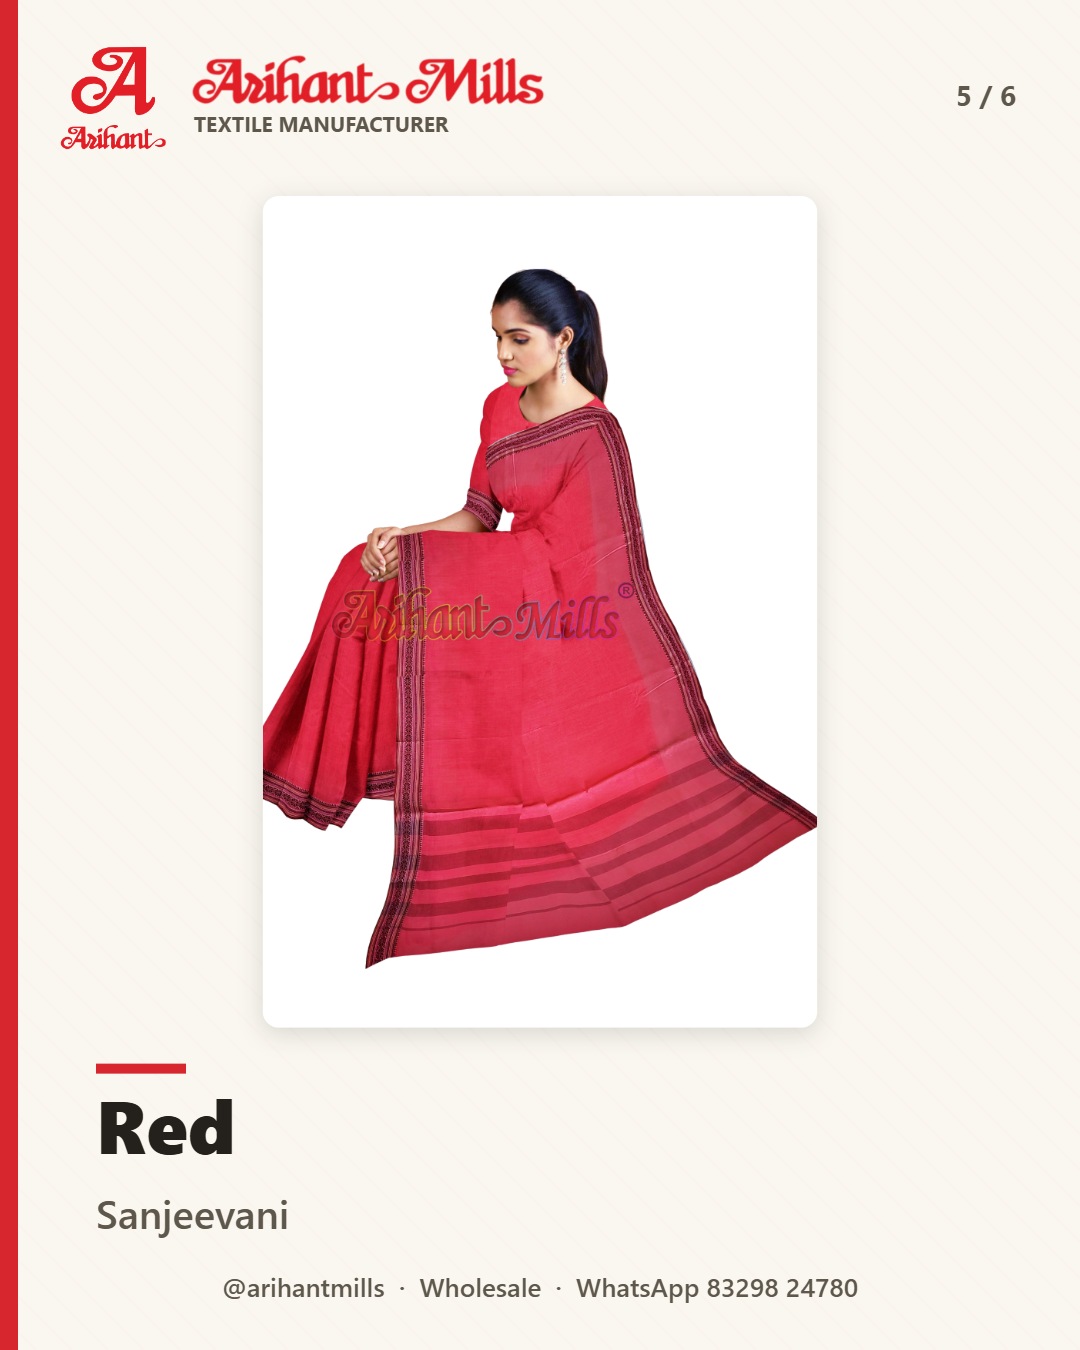 A
Arihant
Arihant Mills
TEXTILE MANUFACTURER
5 / 6
Arihant Mills ®
Red
Sanjeevani
@arihantmills · Wholesale · WhatsApp 83298 24780